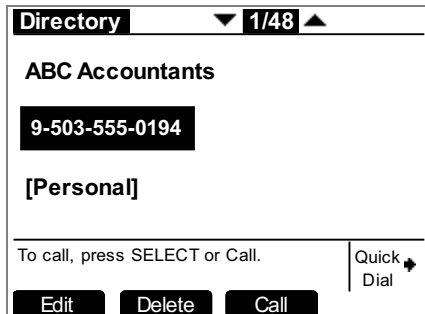 Directory 1/48
ABC Accountants
9-503-555-0194
[Personal]
To call, press SELECT or Call.
Quick
Dial
Edit Delete Call